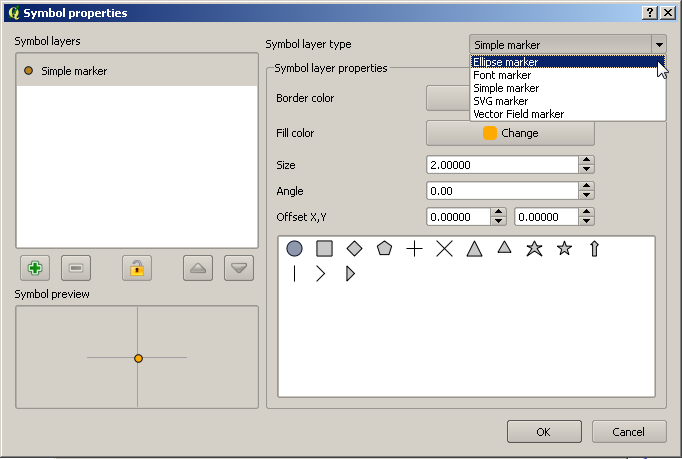 Symbol properties
Symbol layers
Simple marker
Symbol layer type
Simple marker
Ellipse marker
Font marker
Simple marker
SVG marker
Vector Field marker
Symbol layer properties
Border color
Fill color
Change
Size
2.00000
Angle
0.00
Offset X,Y
0.00000
0.00000
Symbol preview
OK
Cancel